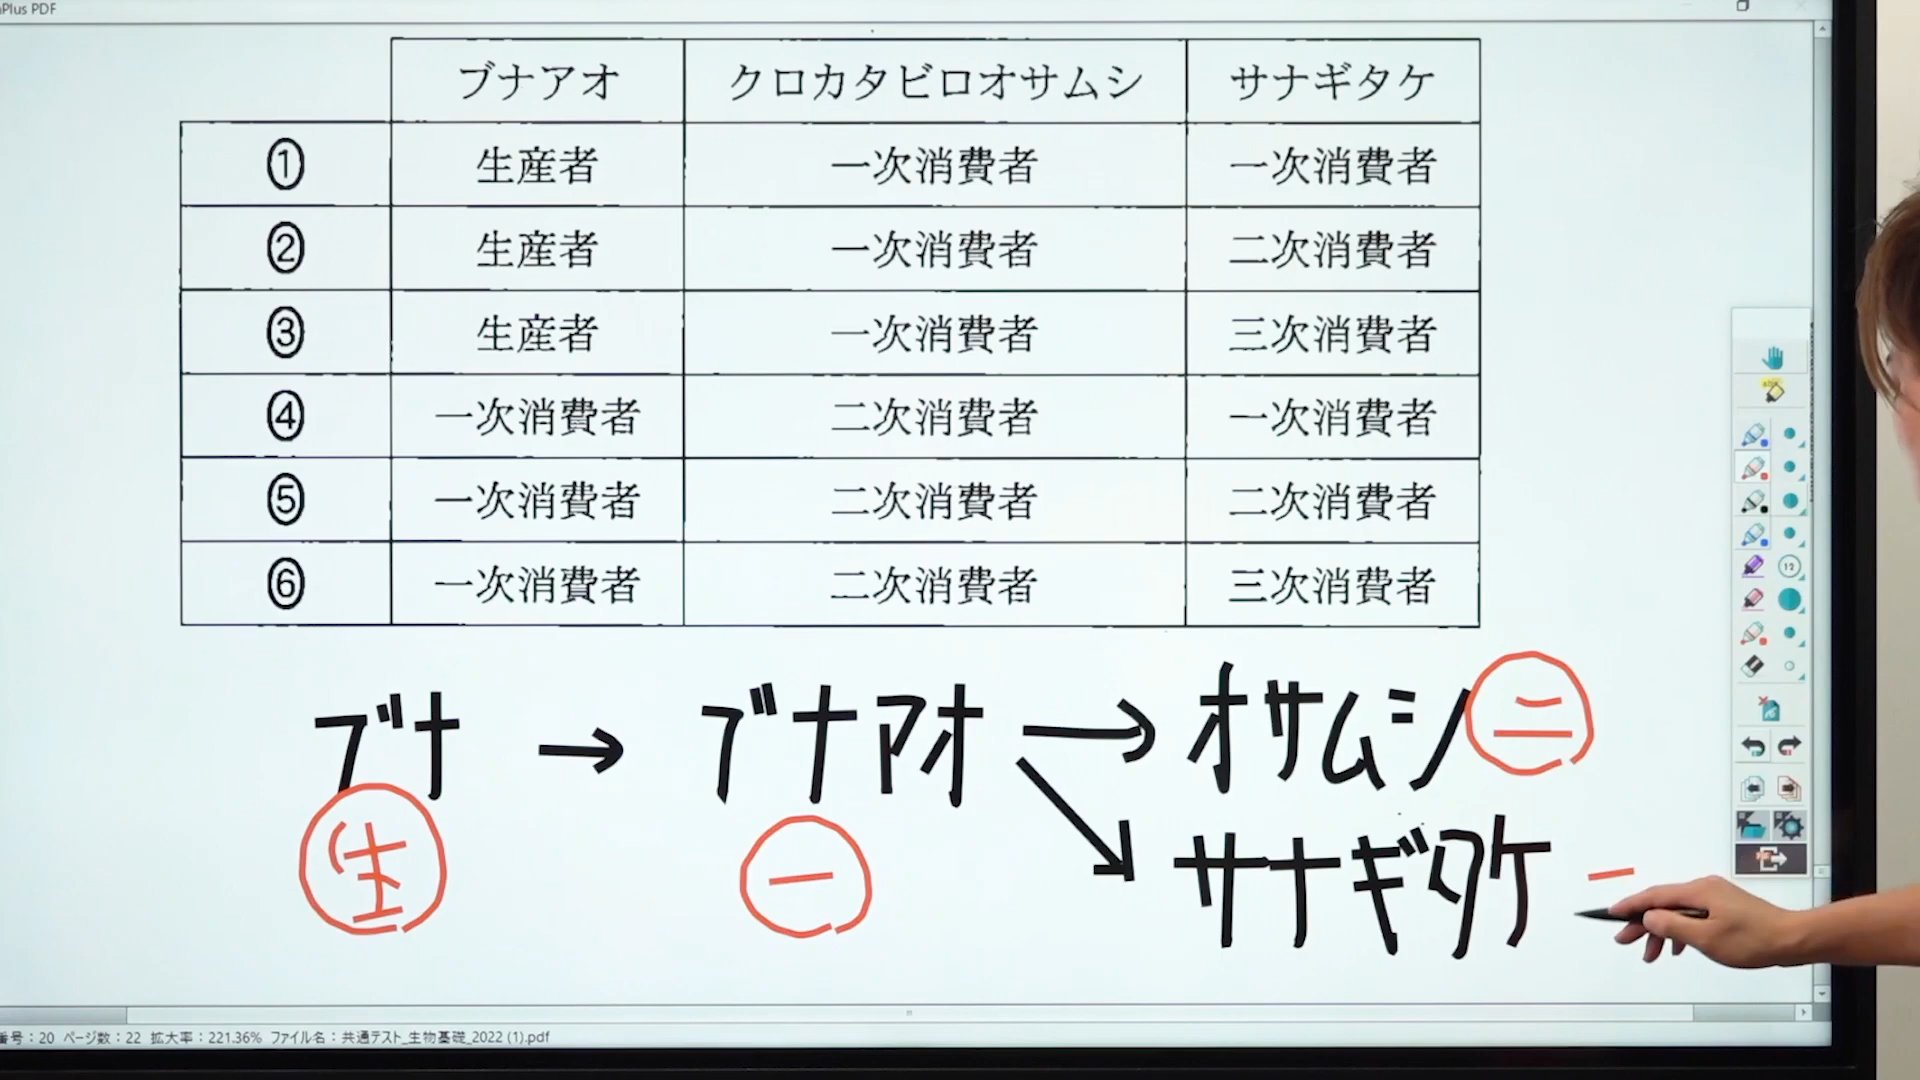 Plus PDF
ブナアオ クロカタビロオサムシ サナギタケ
① 生産者 一次消費者 一次消費者
② 生産者 一次消費者 二次消費者
③ 生産者 一次消費者 三次消費者
④ 一次消費者 二次消費者 一次消費者
⑤ 一次消費者 二次消費者 二次消費者
⑥ 一次消費者 二次消費者 三次消費者
ブナ → ブナアオ → オサムシ 二
生 一 サナギタケ 一
12
番号：20 ページ数：22 拡大率：221.36% ファイル名：共通テスト_生物基礎_2022 (1).pdf